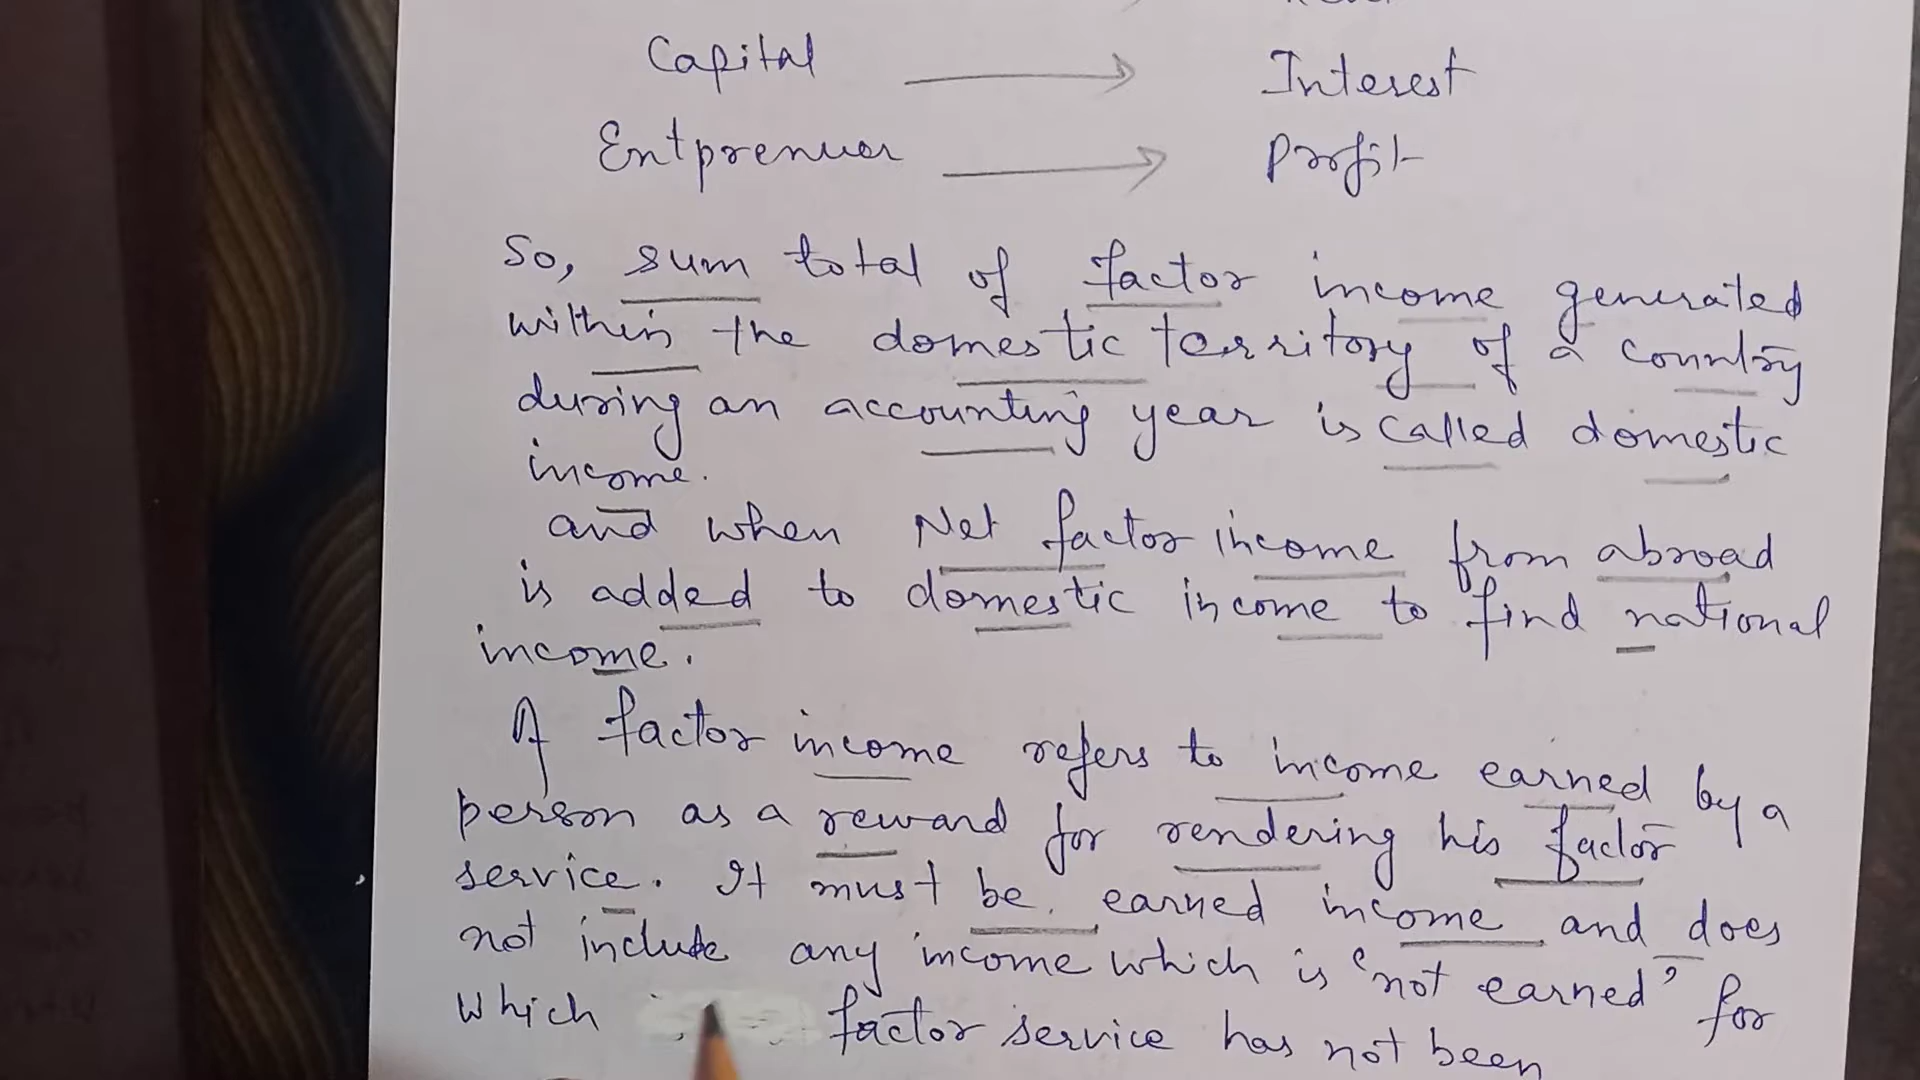 Capital → Interest
Entprenuer → Profit
So, sum total of factor income generated
within the domestic territory of a country
during an accounting year is called domestic
income.
and when Net factor income from abroad
is added to domestic income to find national
income.
A factor income refers to income earned by a
person as a reward for rendering his factor
service. It must be earned income and does
not include any income which is "not earned" for
which factor service has not been